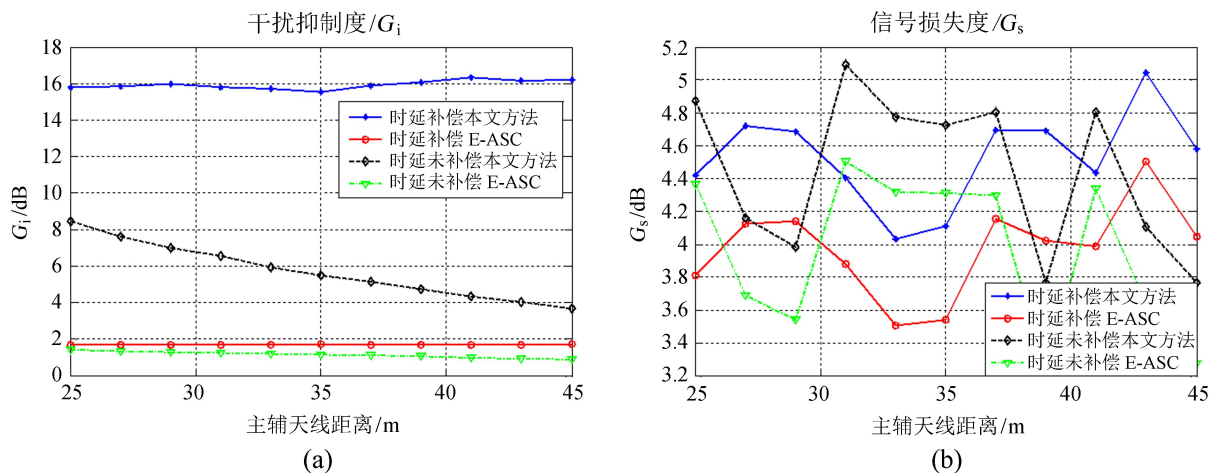 干扰抑制度/Gi
18
16
14
12
10
8
6
4
2
0
Gi/dB
时延补偿本文方法
时延补偿 E-ASC
时延未补偿本文方法
时延未补偿 E-ASC
25
30
35
40
45
主辅天线距离/m
(a)
信号损失度/Gs
5.2
5
4.8
4.6
4.4
4.2
4
3.8
3.6
3.4
3.2
Gs/dB
时延补偿本文方法
时延补偿 E-ASC
时延未补偿本文方法
时延未补偿 E-ASC
25
30
35
40
45
主辅天线距离/m
(b)